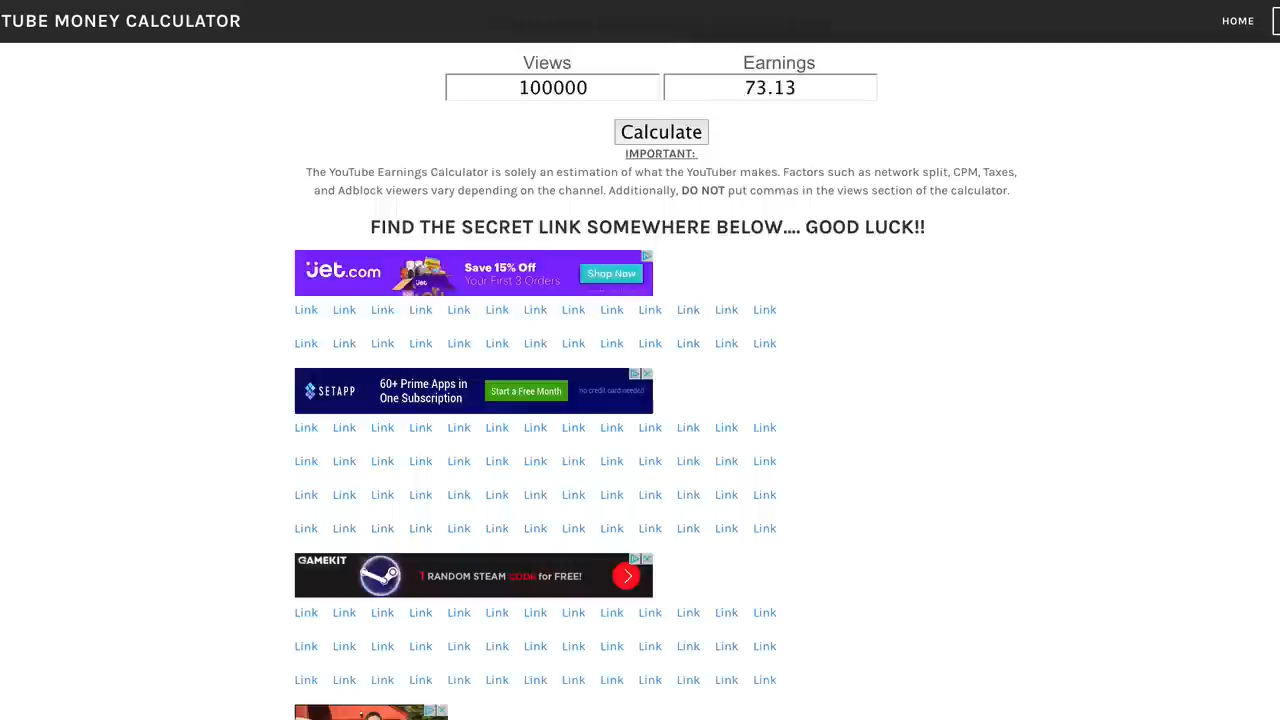 TUBE MONEY CALCULATOR
HOME
Views Earnings
100000 73.13
Calculate
IMPORTANT:
The YouTube Earnings Calculator is solely an estimation of what the YouTuber makes. Factors such as network split, CPM, Taxes,
and Adblock viewers vary depending on the channel. Additionally, DO NOT put commas in the views section of the calculator.
FIND THE SECRET LINK SOMEWHERE BELOW.... GOOD LUCK!!
jet.com Save 15% Off Shop Now
Your First 3 Orders
Link Link Link Link Link Link Link Link Link Link Link Link Link
Link Link Link Link Link Link Link Link Link Link Link Link Link
SETAPP 60+ Prime Apps in Start a Free Month no credit card needed
One Subscription
Link Link Link Link Link Link Link Link Link Link Link Link Link
Link Link Link Link Link Link Link Link Link Link Link Link Link
Link Link Link Link Link Link Link Link Link Link Link Link Link
Link Link Link Link Link Link Link Link Link Link Link Link Link
GAMEKIT
1 RANDOM STEAM CODE for FREE!
Link Link Link Link Link Link Link Link Link Link Link Link Link
Link Link Link Link Link Link Link Link Link Link Link Link Link
Link Link Link Link Link Link Link Link Link Link Link Link Link